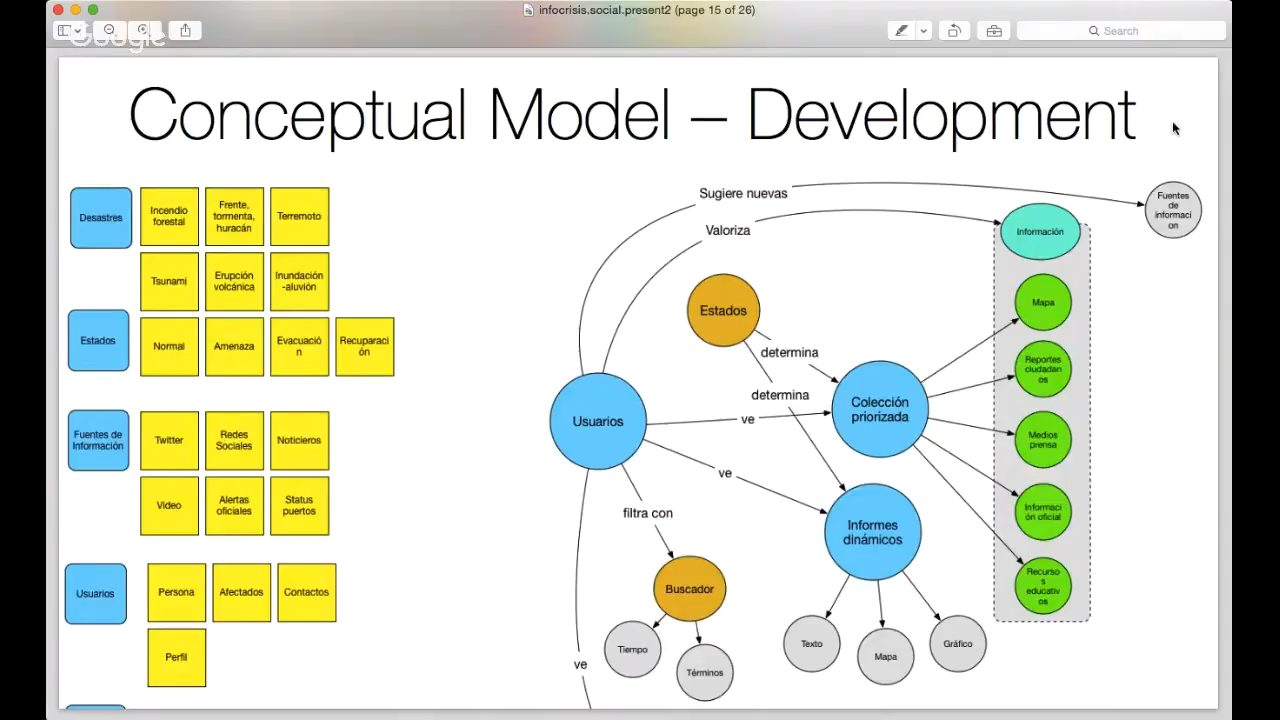 infocrisis.social.present2 (page 15 of 26)
Google
Search
Conceptual Model – Development
Desastres
Incendio
forestal
Frente,
tormenta,
huracán
Terremoto
Tsunami
Erupción
volcánica
Inundación
-aluvión
Estados
Normal
Amenaza
Evacuació
n
Recuparaci
ón
Fuentes de
Información
Twitter
Redes
Sociales
Noticieros
Video
Alertas
oficiales
Status
puertos
Usuarios
Persona
Afectados
Contactos
Perfil
Sugiere nuevas
Fuentes
de
informaci
on
Valoriza
Información
Estados
determina
determina
Usuarios
ve
Colección
priorizada
Mapa
Reportes
ciudadan
os
Medios
prensa
Informaci
ón oficial
Recurso
s
educativ
os
ve
filtra con
Informes
dinámicos
Buscador
Tiempo
Términos
Texto
Mapa
Gráfico
ve